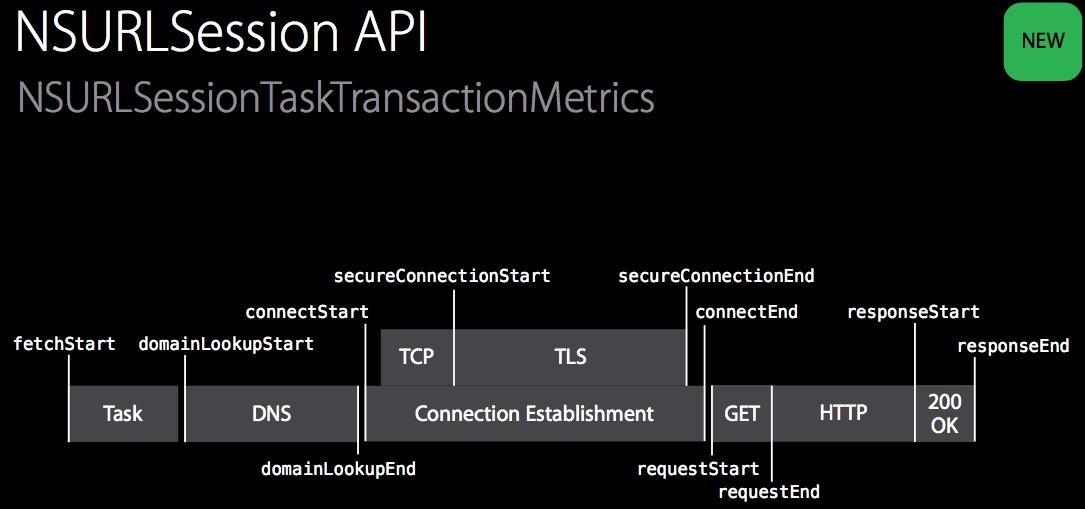 NSURLSession API
NEW
NSURLSessionTaskTransactionMetrics
secureConnectionStart
secureConnectionEnd
connectStart
connectEnd
responseStart
fetchStart
domainLookupStart
responseEnd
TCP
TLS
Task
DNS
Connection Establishment
GET
HTTP
200
OK
domainLookupEnd
requestStart
requestEnd